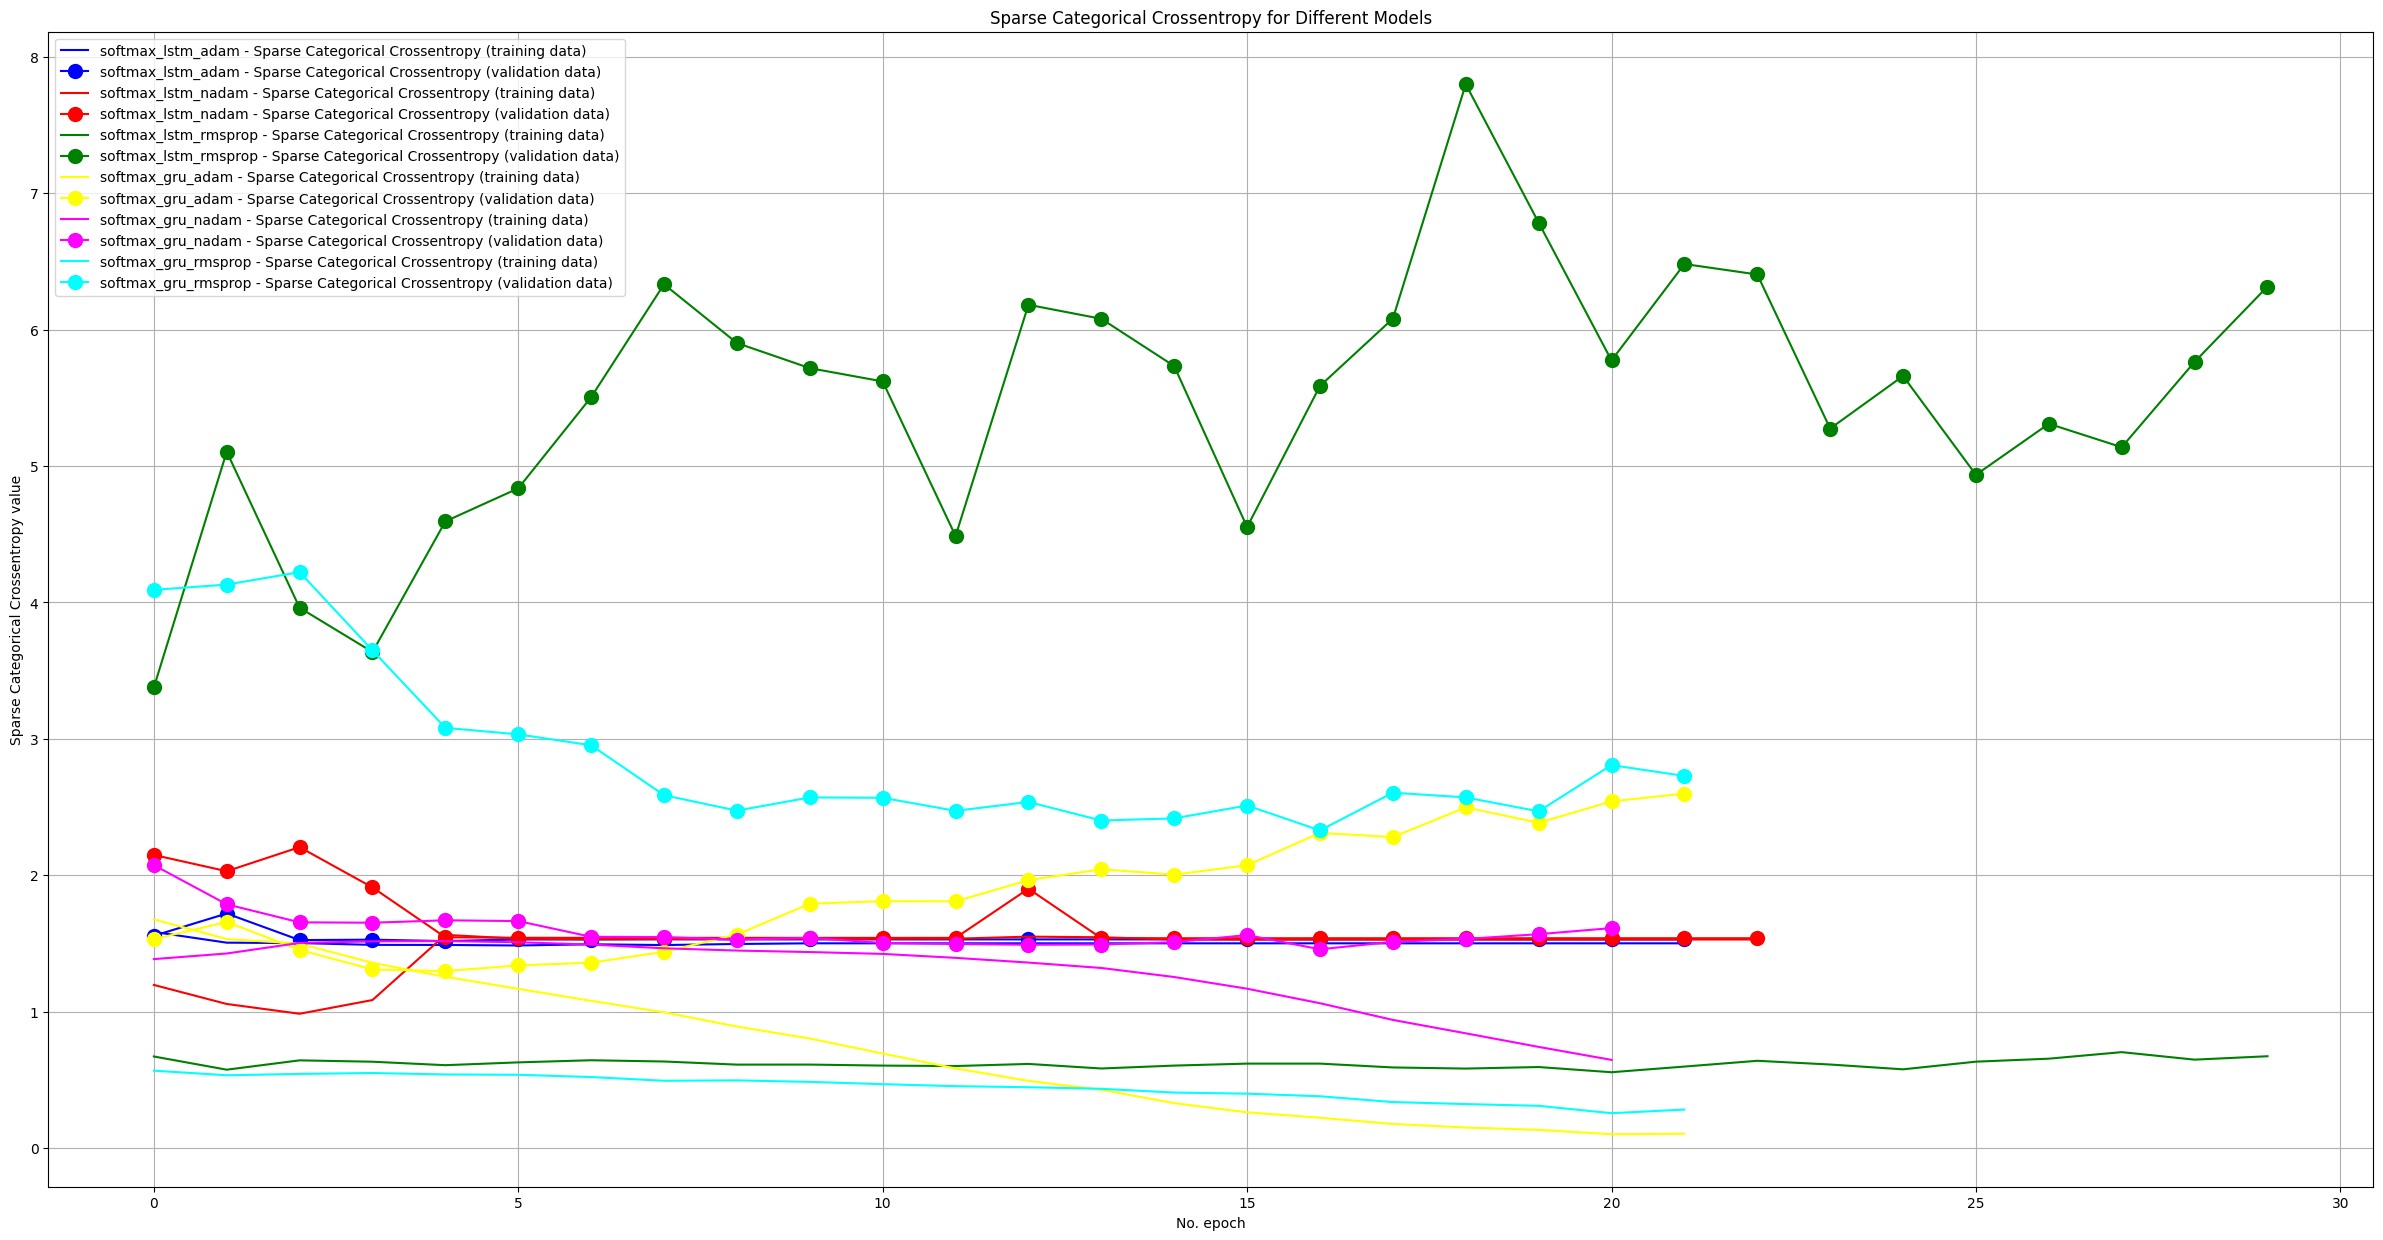 Sparse Categorical Crossentropy for Different Models
softmax_lstm_adam - Sparse Categorical Crossentropy (training data)
softmax_lstm_adam - Sparse Categorical Crossentropy (validation data)
softmax_lstm_nadam - Sparse Categorical Crossentropy (training data)
softmax_lstm_nadam - Sparse Categorical Crossentropy (validation data)
softmax_lstm_rmsprop - Sparse Categorical Crossentropy (training data)
softmax_lstm_rmsprop - Sparse Categorical Crossentropy (validation data)
softmax_gru_adam - Sparse Categorical Crossentropy (training data)
softmax_gru_adam - Sparse Categorical Crossentropy (validation data)
softmax_gru_nadam - Sparse Categorical Crossentropy (training data)
softmax_gru_nadam - Sparse Categorical Crossentropy (validation data)
softmax_gru_rmsprop - Sparse Categorical Crossentropy (training data)
softmax_gru_rmsprop - Sparse Categorical Crossentropy (validation data)
Sparse Categorical Crossentropy value
8
7
6
5
4
3
2
1
0
0 5 10 15 20 25 30
No. epoch